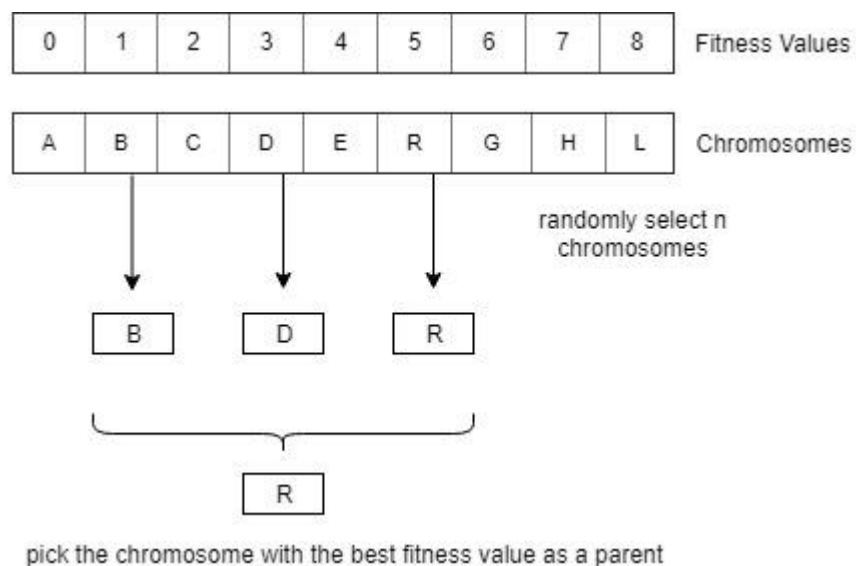 0 1 2 3 4 5 6 7 8 Fitness Values
A B C D E R G H L Chromosomes
randomly select n
chromosomes
B D R
R
pick the chromosome with the best fitness value as a parent